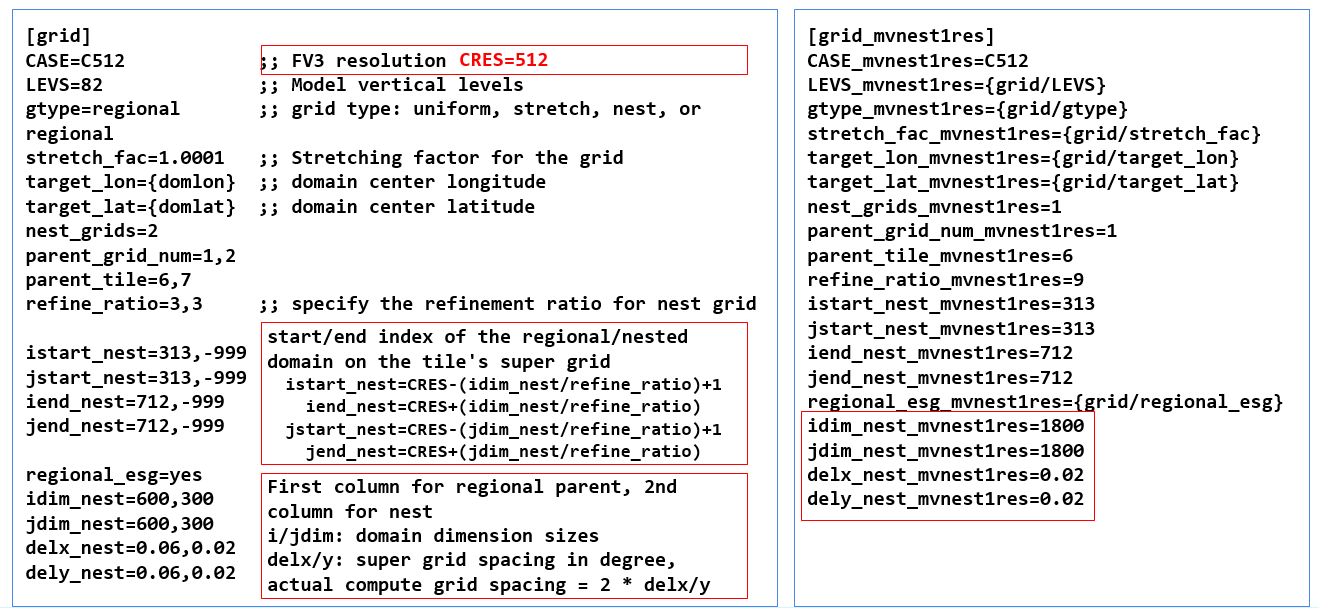 [grid]
CASE=C512 ;; FV3 resolution CRES=512
LEVS=82 ;; Model vertical levels
gtype=regional ;; grid type: uniform, stretch, nest, or
regional
stretch_fac=1.0001 ;; Stretching factor for the grid
target_lon={domlon} ;; domain center longitude
target_lat={domlat} ;; domain center latitude
nest_grids=2
parent_grid_num=1,2
parent_tile=6,7
refine_ratio=3,3 ;; specify the refinement ratio for nest grid
istart_nest=313,-999
jstart_nest=313,-999
iend_nest=712,-999
jend_nest=712,-999
start/end index of the regional/nested
domain on the tile's super grid
istart_nest=CRES-(idim_nest/refine_ratio)+1
iend_nest=CRES+(idim_nest/refine_ratio)
jstart_nest=CRES-(jdim_nest/refine_ratio)+1
jend_nest=CRES+(jdim_nest/refine_ratio)
regional_esg=yes
idim_nest=600,300
jdim_nest=600,300
delx_nest=0.06,0.02
dely_nest=0.06,0.02
First column for regional parent, 2nd
column for nest
i/jdim: domain dimension sizes
delx/y: super grid spacing in degree,
actual compute grid spacing = 2 * delx/y
[grid_mvnest1res]
CASE_mvnest1res=C512
LEVS_mvnest1res={grid/LEVS}
gtype_mvnest1res={grid/gtype}
stretch_fac_mvnest1res={grid/stretch_fac}
target_lon_mvnest1res={grid/target_lon}
target_lat_mvnest1res={grid/target_lat}
nest_grids_mvnest1res=1
parent_grid_num_mvnest1res=1
parent_tile_mvnest1res=6
refine_ratio_mvnest1res=9
istart_nest_mvnest1res=313
jstart_nest_mvnest1res=313
iend_nest_mvnest1res=712
jend_nest_mvnest1res=712
regional_esg_mvnest1res={grid/regional_esg}
idim_nest_mvnest1res=1800
jdim_nest_mvnest1res=1800
delx_nest_mvnest1res=0.02
dely_nest_mvnest1res=0.02